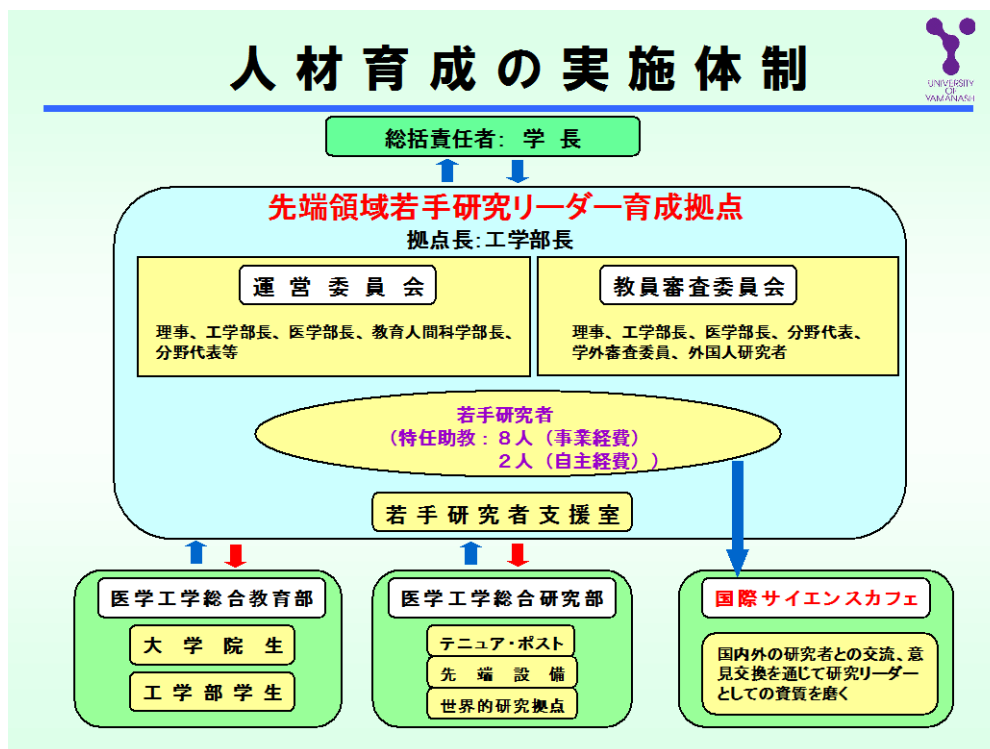 人材育成の実施体制
UNIVERSITY
OF
YAMANASHI
総括責任者: 学 長
先端領域若手研究リーダー育成拠点
拠点長:工学部長
運 営 委 員 会
理事、工学部長、医学部長、教育人間科学部長、
分野代表等
教員審査委員会
理事、工学部長、医学部長、分野代表、
学外審査委員、外国人研究者
若手研究者
(特任助教:8人(事業経費)
2人(自主経費))
若手研究者支援室
医学工学総合教育部
大 学 院 生
工学部学生
医学工学総合研究部
テニュア・ポスト
先 端 設 備
世界的研究拠点
国際サイエンスカフェ
国内外の研究者との交流、意
見交換を通じて研究リーダー
としての資質を磨く